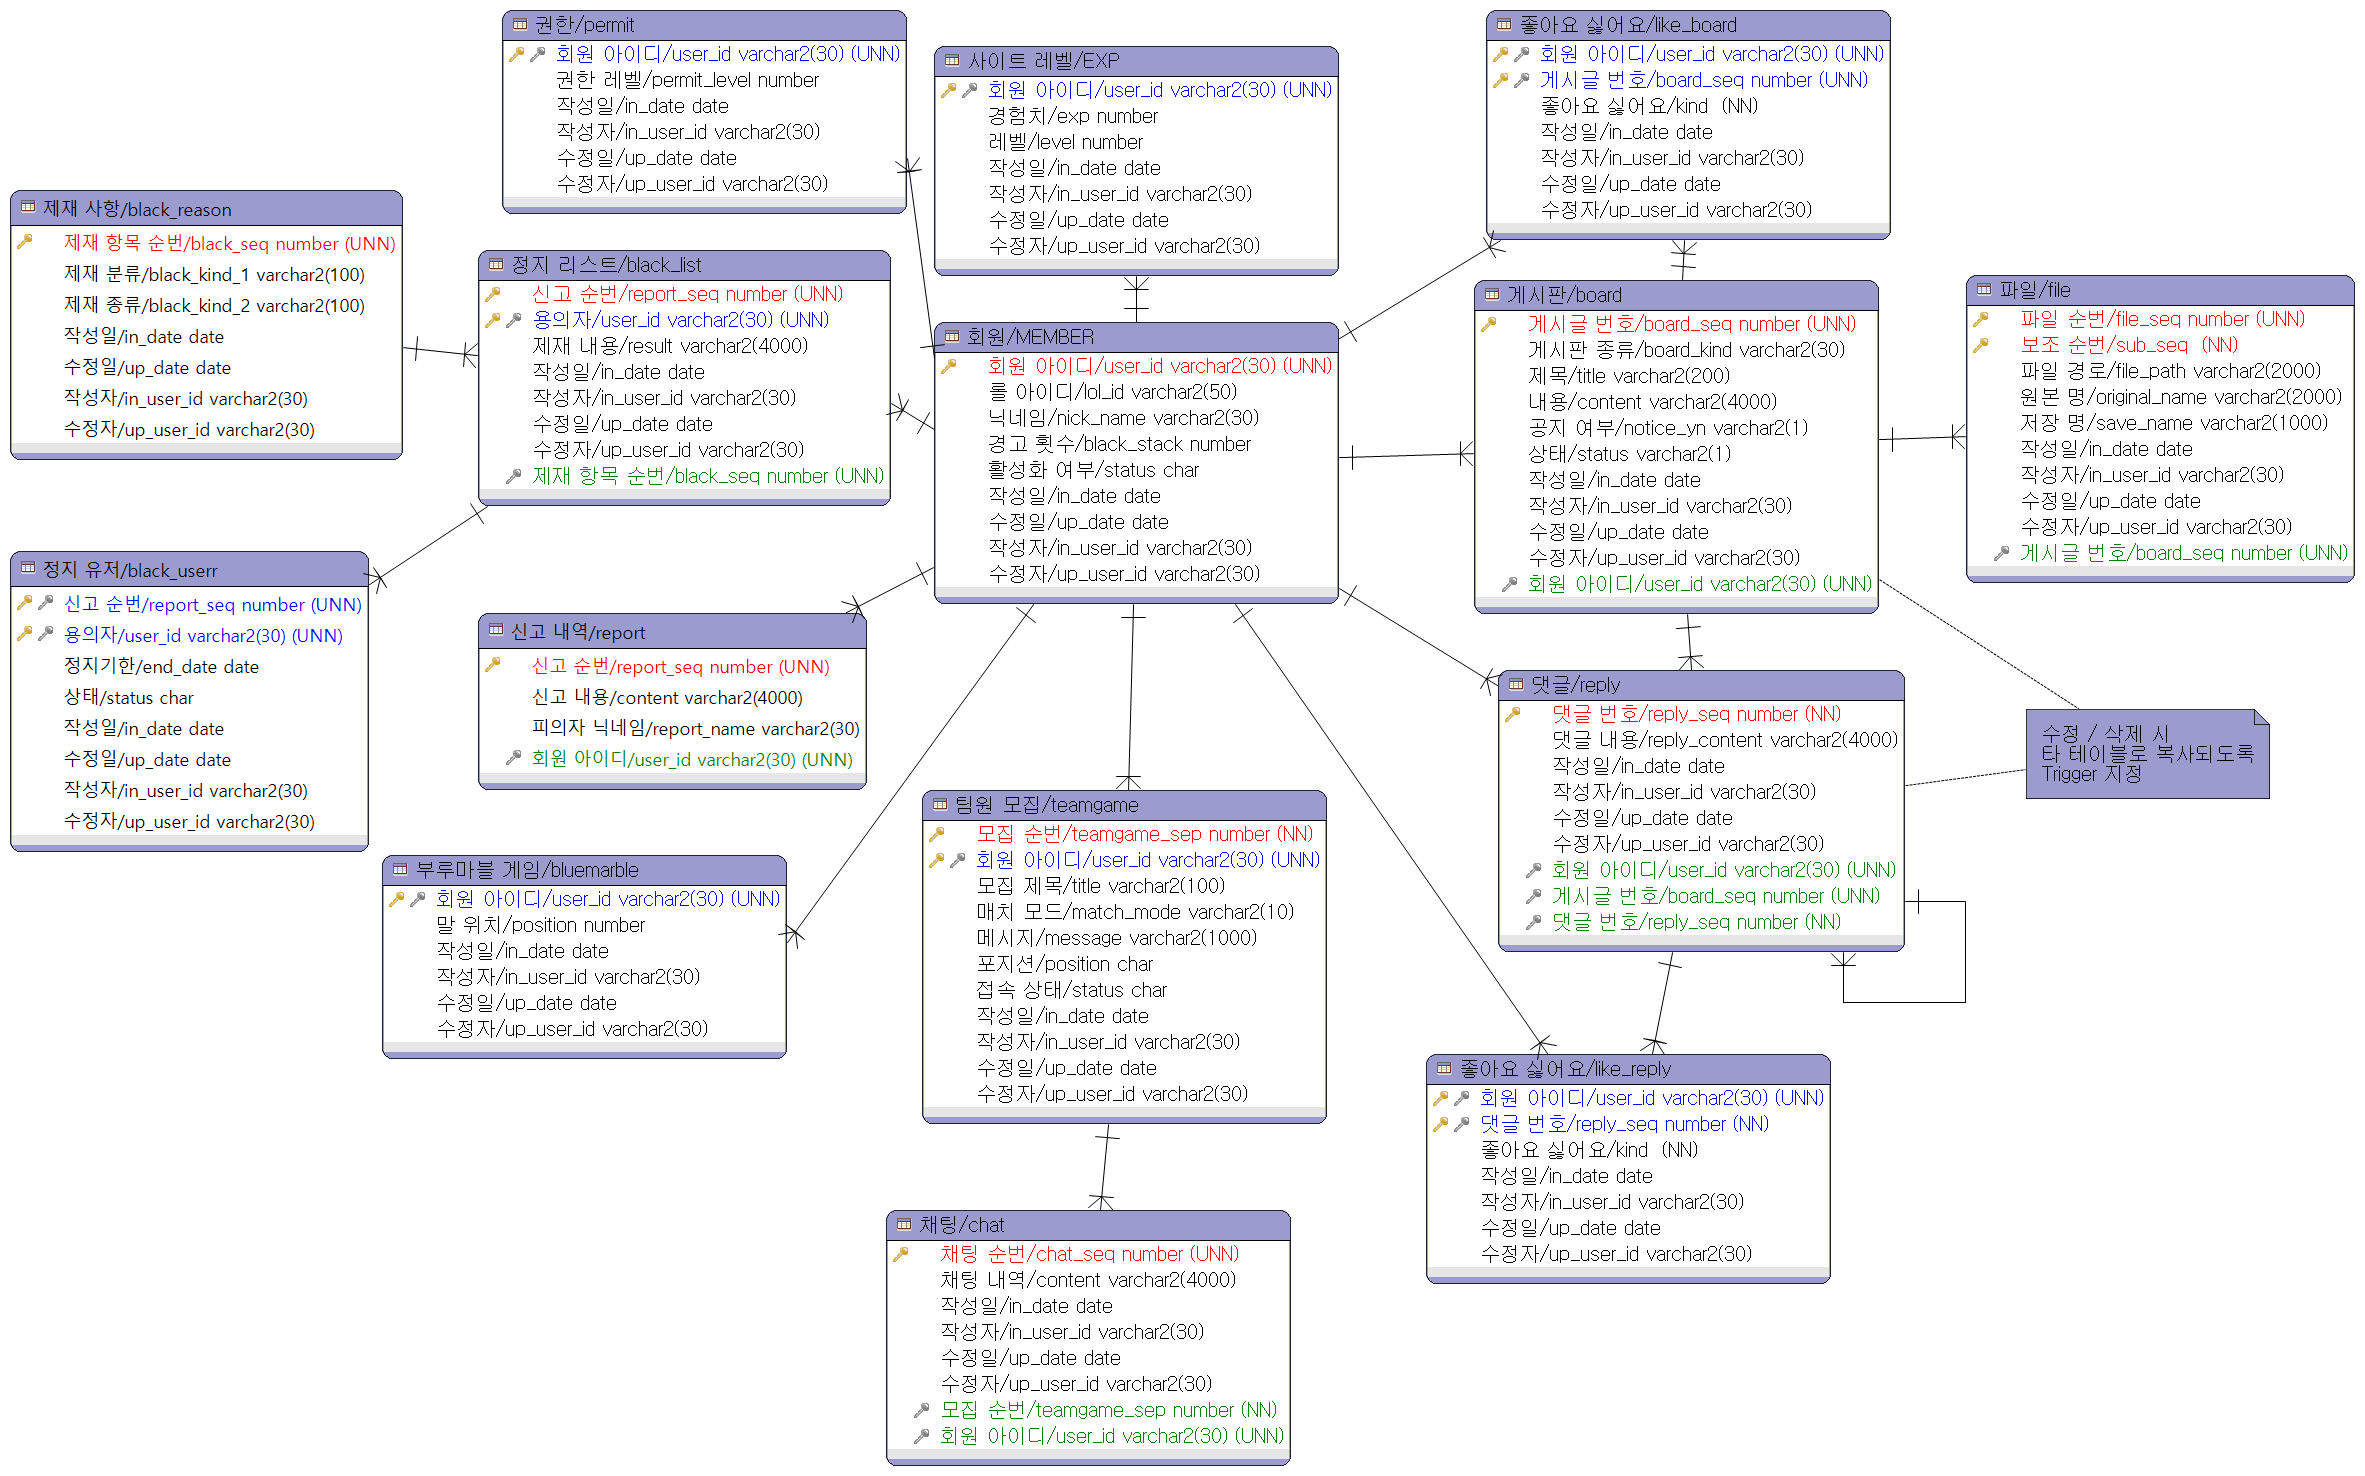 권한/permit
회원 아이디/user_id varchar2(30) (UNN)
권한 레벨/permit_level number
작성일/in_date date
작성자/in_user_id varchar2(30)
수정일/up_date date
수정자/up_user_id varchar2(30)
사이트 레벨/EXP
회원 아이디/user_id varchar2(30) (UNN)
경험치/exp number
레벨/level number
작성일/in_date date
작성자/in_user_id varchar2(30)
수정일/up_date date
수정자/up_user_id varchar2(30)
좋아요 싫어요/like_board
회원 아이디/user_id varchar2(30) (UNN)
게시글 번호/board_seq number (UNN)
좋아요 싫어요/kind (NN)
작성일/in_date date
작성자/in_user_id varchar2(30)
수정일/up_date date
수정자/up_user_id varchar2(30)
제재 사항/black_reason
제재 항목 순번/black_seq number (UNN)
제재 분류/black_kind_1 varchar2(100)
제재 종류/black_kind_2 varchar2(100)
작성일/in_date date
수정일/up_date date
작성자/in_user_id varchar2(30)
수정자/up_user_id varchar2(30)
정지 리스트/black_list
신고 순번/report_seq number (UNN)
용의자/user_id varchar2(30) (UNN)
제재 내용/result varchar2(4000)
작성일/in_date date
작성자/in_user_id varchar2(30)
수정일/up_date date
수정자/up_user_id varchar2(30)
제재 항목 순번/black_seq number (UNN)
회원/MEMBER
회원 아이디/user_id varchar2(30) (UNN)
롤 아이디/lol_id varchar2(50)
닉네임/nick_name varchar2(30)
경고 횟수/black_stack number
활성화 여부/status char
작성일/in_date date
수정일/up_date date
작성자/in_user_id varchar2(30)
수정자/up_user_id varchar2(30)
게시판/board
게시글 번호/board_seq number (UNN)
게시판 종류/board_kind varchar2(30)
제목/title varchar2(200)
내용/content varchar2(4000)
공지 여부/notice_yn varchar2(1)
상태/status varchar2(1)
작성일/in_date date
작성자/in_user_id varchar2(30)
수정일/up_date date
수정자/up_user_id varchar2(30)
회원 아이디/user_id varchar2(30) (UNN)
파일/file
파일 순번/file_seq number (UNN)
보조 순번/sub_seq (NN)
파일 경로/file_path varchar2(2000)
원본 명/original_name varchar2(2000)
저장 명/save_name varchar2(1000)
작성일/in_date date
작성자/in_user_id varchar2(30)
수정일/up_date date
수정자/up_user_id varchar2(30)
게시글 번호/board_seq number (UNN)
정지 유저/black_userr
신고 순번/report_seq number (UNN)
용의자/user_id varchar2(30) (UNN)
정지기한/end_date date
상태/status char
작성일/in_date date
수정일/up_date date
작성자/in_user_id varchar2(30)
수정자/up_user_id varchar2(30)
신고 내역/report
신고 순번/report_seq number (UNN)
신고 내용/content varchar2(4000)
피의자 닉네임/report_name varchar2(30)
회원 아이디/user_id varchar2(30) (UNN)
댓글/reply
댓글 번호/reply_seq number (NN)
댓글 내용/reply_content varchar2(4000)
작성일/in_date date
작성자/in_user_id varchar2(30)
수정일/up_date date
수정자/up_user_id varchar2(30)
회원 아이디/user_id varchar2(30) (UNN)
게시글 번호/board_seq number (UNN)
댓글 번호/reply_seq number (NN)
수정 / 삭제 시
타 테이블로 복사되도록
Trigger 지정
부루마블 게임/bluemarble
회원 아이디/user_id varchar2(30) (UNN)
말 위치/position number
작성일/in_date date
작성자/in_user_id varchar2(30)
수정일/up_date date
수정자/up_user_id varchar2(30)
팀원 모집/teamgame
모집 순번/teamgame_sep number (NN)
회원 아이디/user_id varchar2(30) (UNN)
모집 제목/title varchar2(100)
매치 모드/match_mode varchar2(10)
메시지/message varchar2(1000)
포지션/position char
접속 상태/status char
작성일/in_date date
작성자/in_user_id varchar2(30)
수정일/up_date date
수정자/up_user_id varchar2(30)
좋아요 싫어요/like_reply
회원 아이디/user_id varchar2(30) (UNN)
댓글 번호/reply_seq number (NN)
좋아요 싫어요/kind (NN)
작성일/in_date date
작성자/in_user_id varchar2(30)
수정일/up_date date
수정자/up_user_id varchar2(30)
채팅/chat
채팅 순번/chat_seq number (UNN)
채팅 내역/content varchar2(4000)
작성일/in_date date
작성자/in_user_id varchar2(30)
수정일/up_date date
수정자/up_user_id varchar2(30)
모집 순번/teamgame_sep number (NN)
회원 아이디/user_id varchar2(30) (UNN)